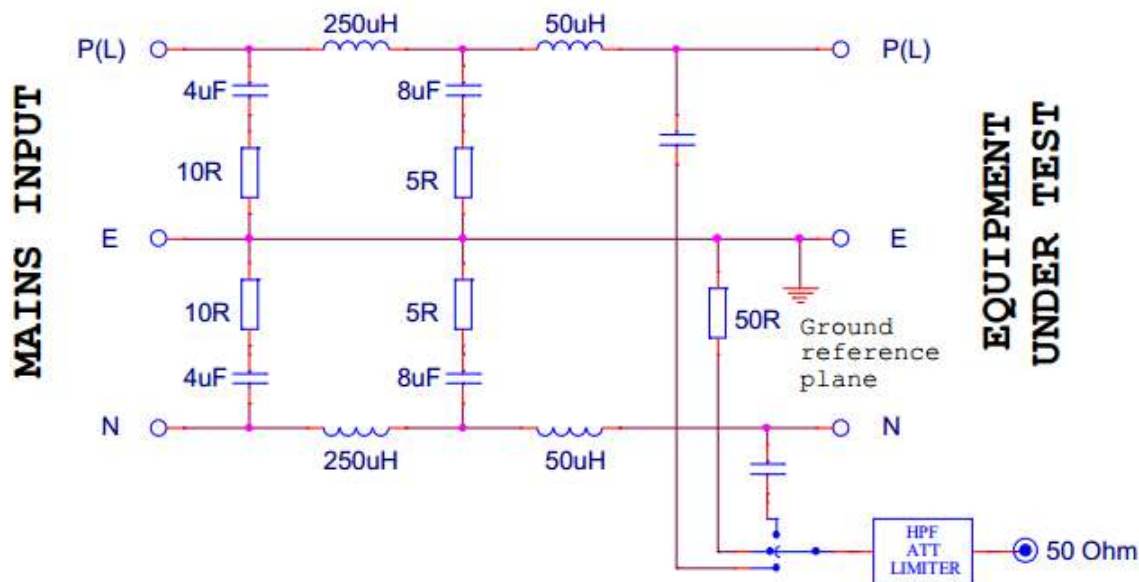 250uH
50uH
P(L)
P(L)
4uF
8uF
10R
5R
MAINS INPUT
EQUIPMENT
UNDER TEST
E
E
10R
5R
50R
Ground
reference
plane
4uF
8uF
N
N
250uH
50uH
HPF
ATT
LIMITER
50 Ohm